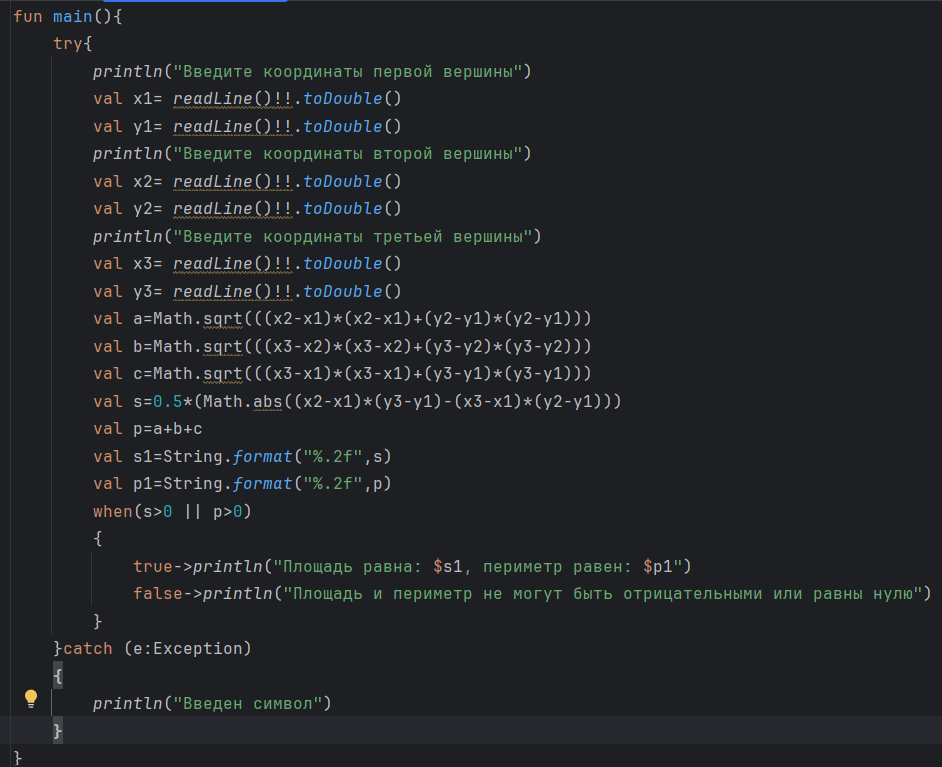 fun main(){
try{
println("Введите координаты первой вершины")
val x1= readLine()!!.toDouble()
val y1= readLine()!!.toDouble()
println("Введите координаты второй вершины")
val x2= readLine()!!.toDouble()
val y2= readLine()!!.toDouble()
println("Введите координаты третьей вершины")
val x3= readLine()!!.toDouble()
val y3= readLine()!!.toDouble()
val a=Math.sqrt(((x2-x1)*(x2-x1)+(y2-y1)*(y2-y1)))
val b=Math.sqrt(((x3-x2)*(x3-x2)+(y3-y2)*(y3-y2)))
val c=Math.sqrt(((x3-x1)*(x3-x1)+(y3-y1)*(y3-y1)))
val s=0.5*(Math.abs((x2-x1)*(y3-y1)-(x3-x1)*(y2-y1)))
val p=a+b+c
val s1=String.format("%.2f",s)
val p1=String.format("%.2f",p)
when(s>0 || p>0)
{
true->println("Площадь равна: $s1, периметр равен: $p1")
false->println("Площадь и периметр не могут быть отрицательными или равны нулю")
}
}catch (e:Exception)
{
println("Введен символ")
}
}